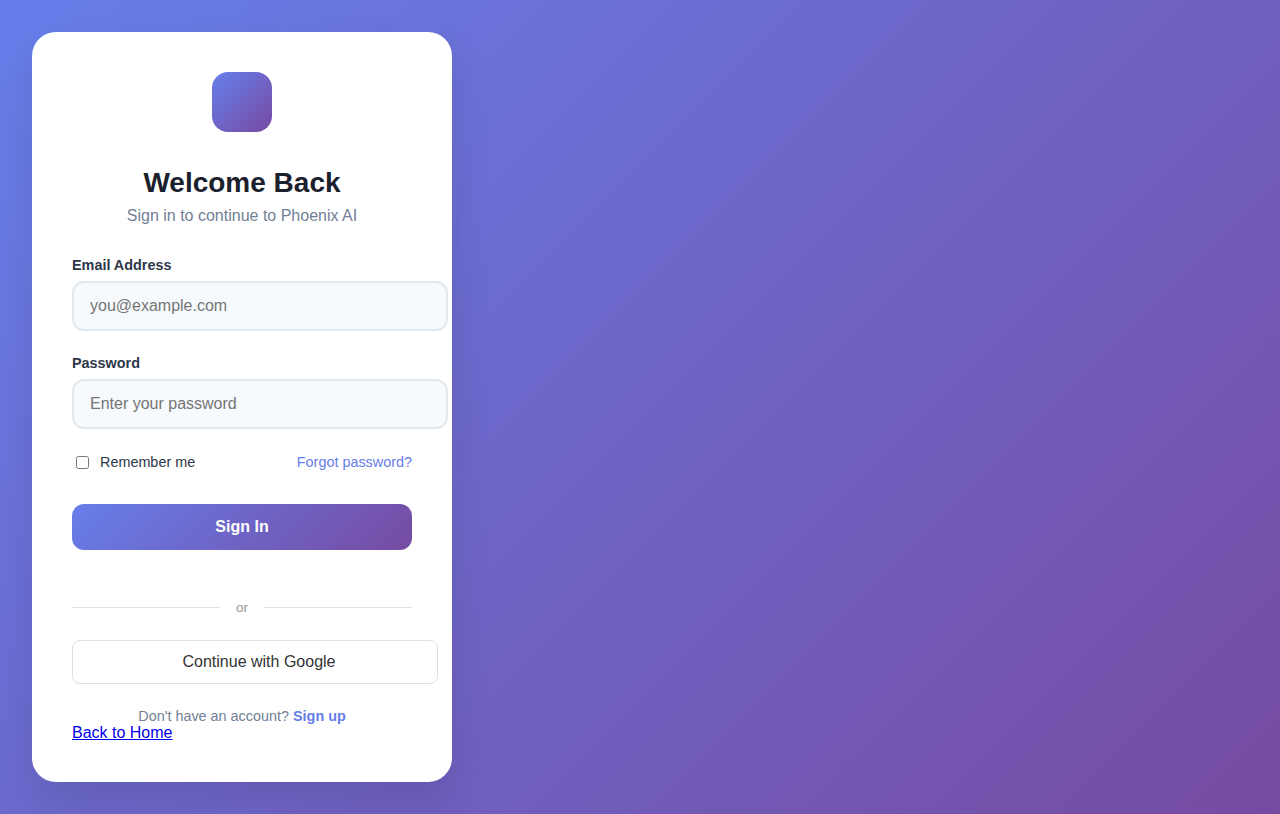 Welcome Back
Sign in to continue to Phoenix AI
Email Address
you@example.com
Password
Enter your password
Remember me
Forgot password?
Sign In
or
Continue with Google
Don't have an account? Sign up
Back to Home